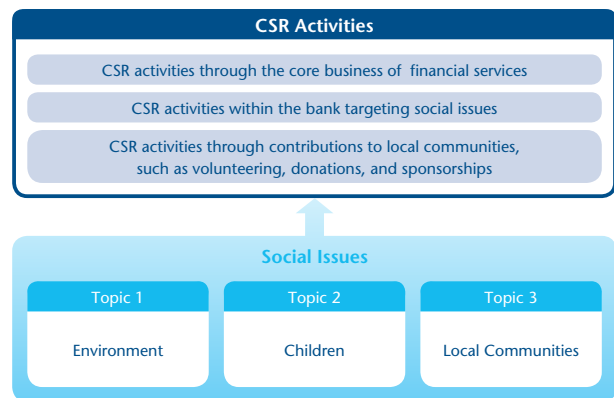 CSR Activities
CSR activities through the core business of financial services
CSR activities within the bank targeting social issues
CSR activities through contributions to local communities,
such as volunteering, donations, and sponsorships
Social Issues
Topic 1
Topic 2
Topic 3
Environment
Children
Local Communities